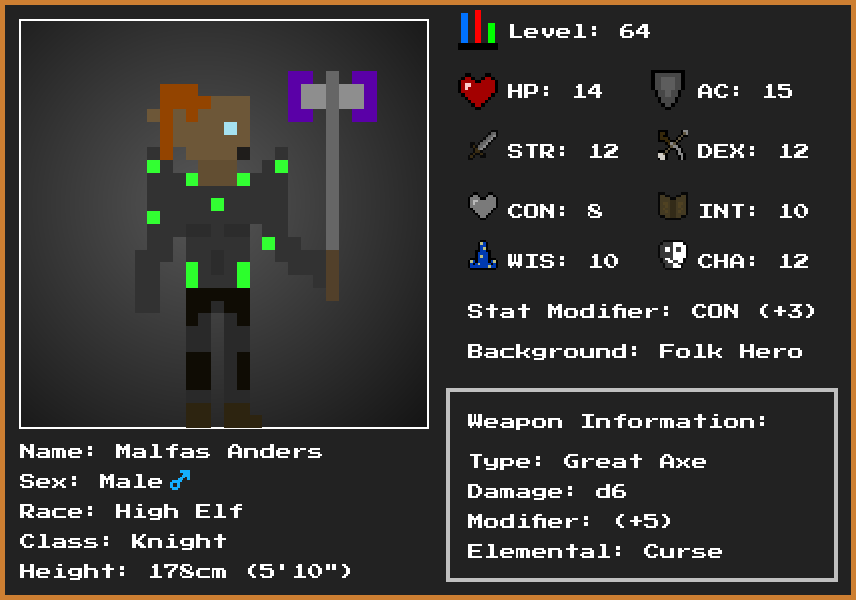 Level: 64
HP: 14
AC: 15
STR: 12
DEX: 12
CON: 8
INT: 10
WIS: 10
CHA: 12
Stat Modifier: CON (+3)
Background: Folk Hero
Weapon Information:
Type: Great Axe
Damage: d6
Modifier: (+5)
Elemental: Curse
Name: Malfas Anders
Sex: Male ♂
Race: High Elf
Class: Knight
Height: 178cm (5'10")